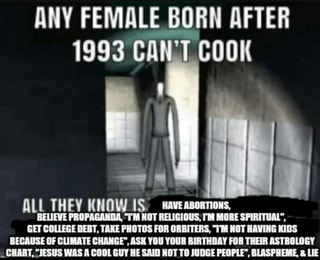 ANY FEMALE BORN AFTER
1993 CAN'T COOK
ALL THEY KNOW IS HAVE ABORTIONS,
BELIEVE PROPAGANDA, "I'M NOT RELIGIOUS, I'M MORE SPIRITUAL",
GET COLLEGE DEBT, TAKE PHOTOS FOR ORBITERS, "I'M NOT HAVING KIDS
BECAUSE OF CLIMATE CHANGE", ASK YOU YOUR BIRTHDAY FOR THEIR ASTROLOGY
CHART, "JESUS WAS A COOL GUY HE SAID NOT TO JUDGE PEOPLE", BLASPHEME, & LIE